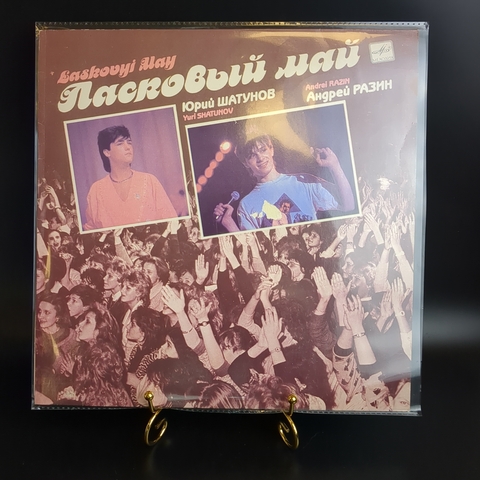 Laskovyi May
Ласковый май
Юрий ШАТУНОВ
Yuri SHATUNOV
Andrei RAZIN
Андрей РАЗИН